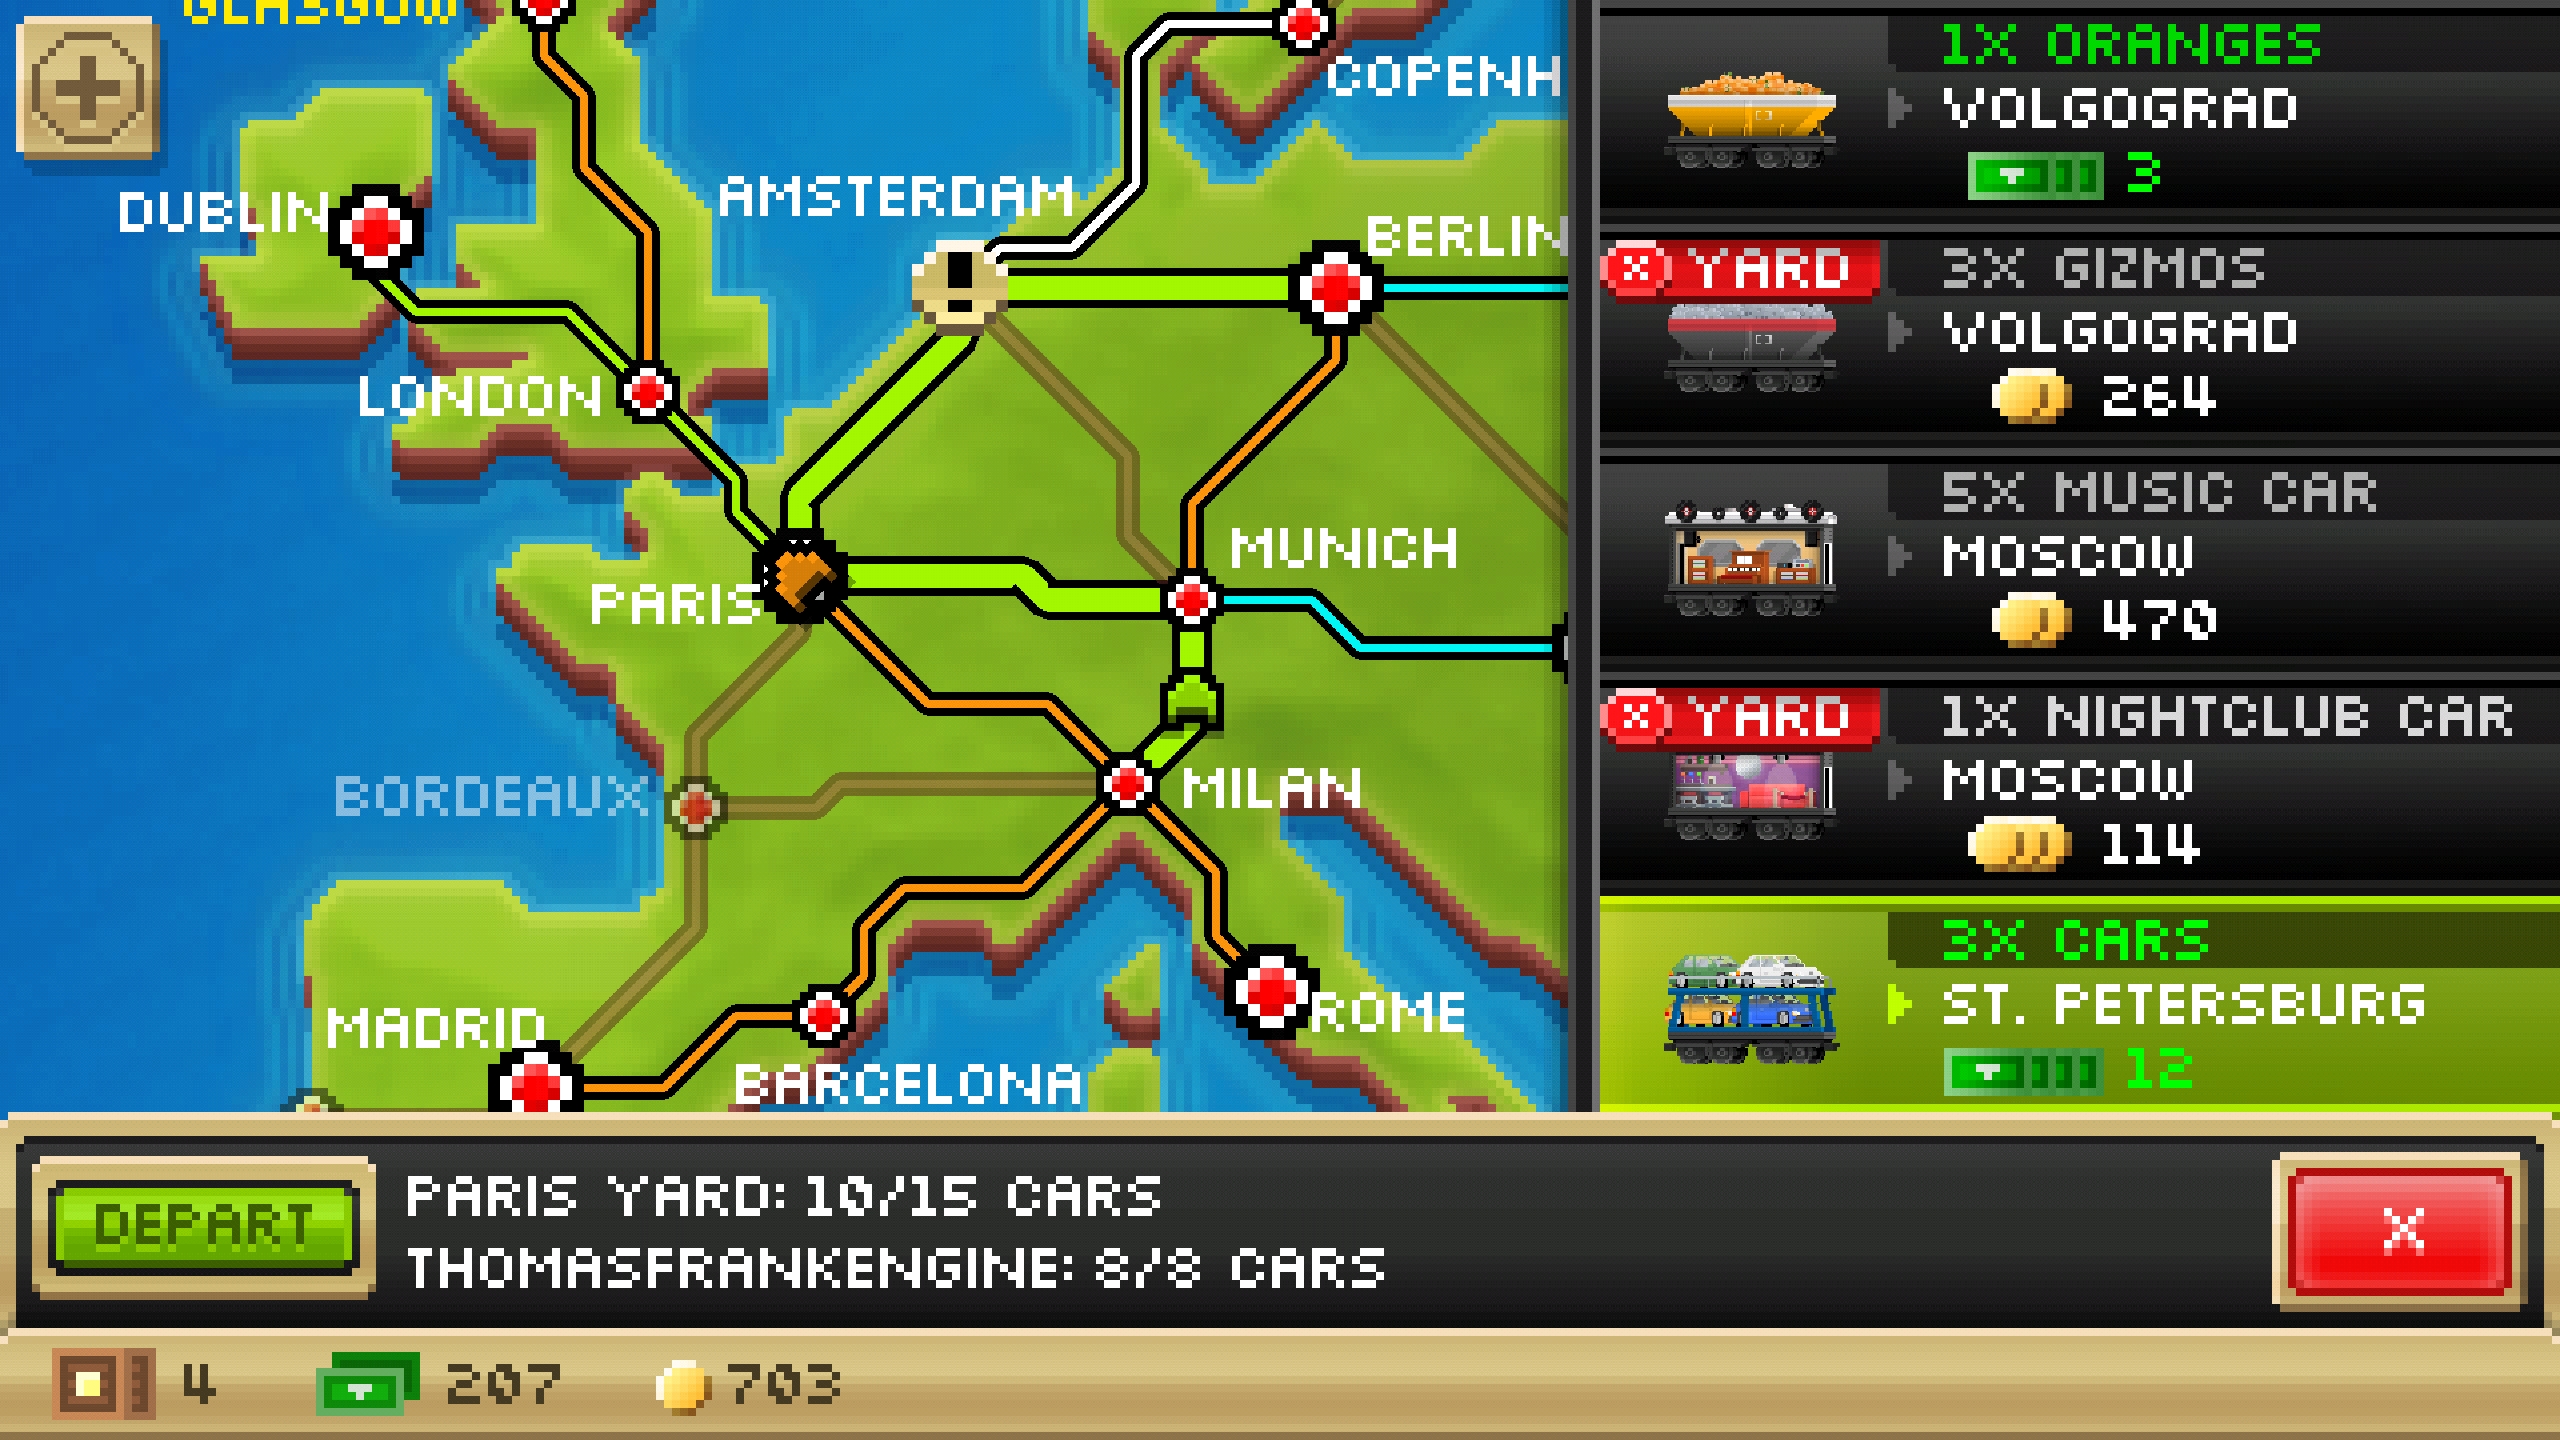 GLASGOW
COPENH
DUBLIN
AMSTERDAM
BERLIN
LONDON
MUNICH
PARIS
BORDEAUX
MILAN
MADRID
ROME
BARCELONA
1X ORANGES
VOLGOGRAD
3
X YARD
3X GIZMOS
VOLGOGRAD
264
5X MUSIC CAR
MOSCOW
470
X YARD
1X NIGHTCLUB CAR
MOSCOW
114
3X CARS
ST. PETERSBURG
12
DEPART
PARIS YARD: 10/15 CARS
THOMASFRANKENGINE: 8/8 CARS
X
4
207
703